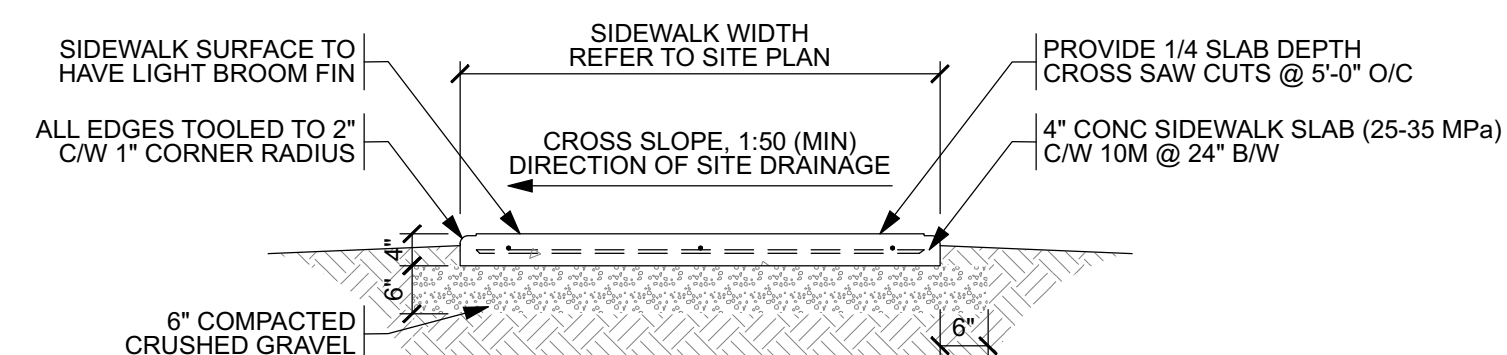 SIDEWALK SURFACE TO
HAVE LIGHT BROOM FIN
ALL EDGES TOOLED TO 2"
C/W 1" CORNER RADIUS
SIDEWALK WIDTH
REFER TO SITE PLAN
CROSS SLOPE, 1:50 (MIN)
DIRECTION OF SITE DRAINAGE
PROVIDE 1/4 SLAB DEPTH
CROSS SAW CUTS @ 5'-0" O/C
4" CONC SIDEWALK SLAB (25-35 MPa)
C/W 10M @ 24" B/W
4"
6"
6" COMPACTED
CRUSHED GRAVEL
6"